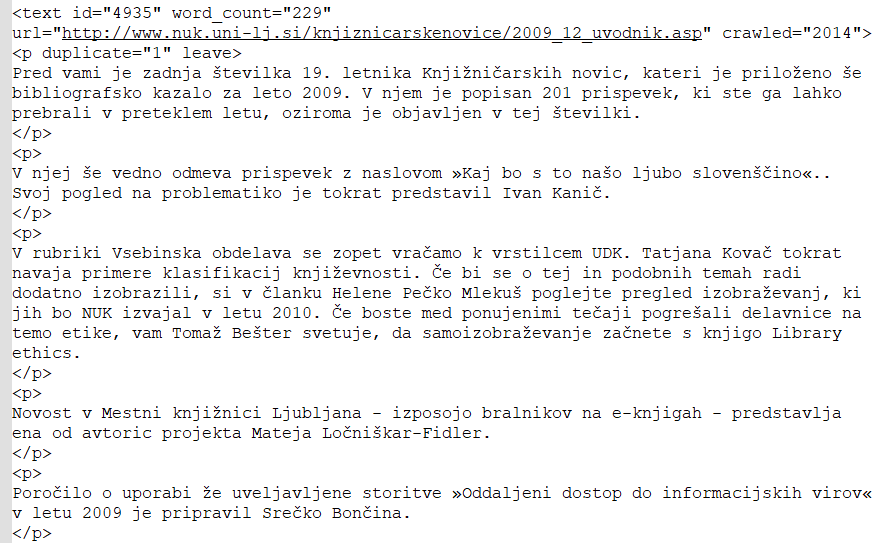 <text id="4935" word_count="229"
url="http://www.nuk.uni-lj.si/knjiznicarskenovice/2009_12_uvodnik.asp" crawled="2014">
<p duplicate="1" leave>
Pred vami je zadnja številka 19. letnika Knjižničarskih novic, kateri je priloženo še
bibliografsko kazalo za leto 2009. V njem je popisan 201 prispevek, ki ste ga lahko
prebrali v preteklem letu, oziroma je objavljen v tej številki.
</p>
<p>
V njej še vedno odmeva prispevek z naslovom »Kaj bo s to našo ljubo slovenščino«..
Svoj pogled na problematiko je tokrat predstavil Ivan Kanič.
</p>
<p>
V rubriki Vsebinska obdelava se zopet vračamo k vrstilcem UDK. Tatjana Kovač tokrat
navaja primere klasifikacij književnosti. Če bi se o tej in podobnih temah radi
dodatno izobrazili, si v članku Helene Pečko Mlekuš poglejte pregled izobraževanj, ki
jih bo NUK izvajal v letu 2010. Če boste med ponujenimi tečaji pogrešali delavnice na
temo etike, vam Tomaž Bešter svetuje, da samoizobraževanje začnete s knjigo Library
ethics.
</p>
<p>
Novost v Mestni knjižnici Ljubljana – izposojo bralnikov na e-knjigah – predstavlja
ena od avtoric projekta Mateja Ločniškar-Fidler.
</p>
<p>
Poročilo o uporabi že uveljavljene storitve »Oddaljeni dostop do informacijskih virov«
v letu 2009 je pripravil Srečko Bončina.
</p>